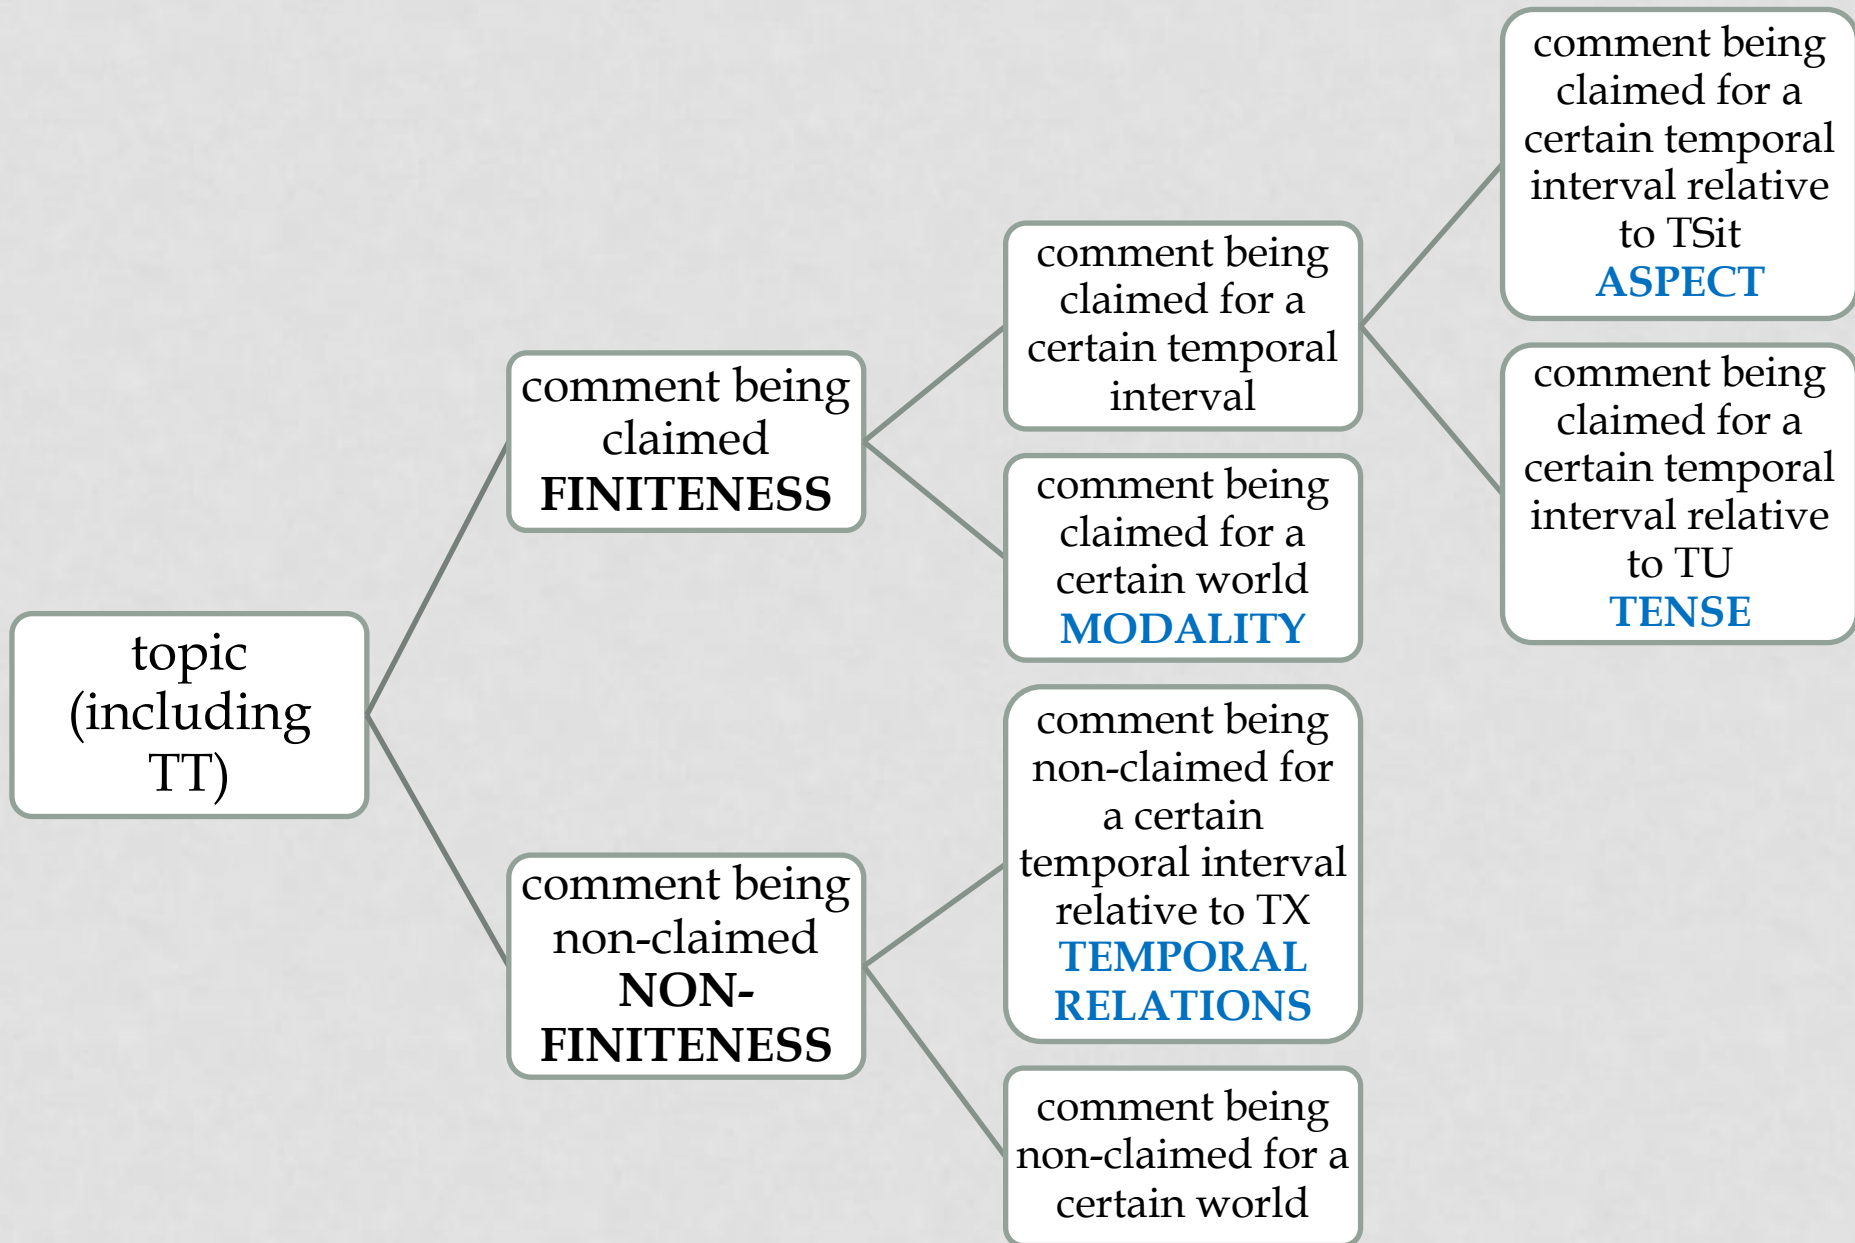 topic
(including
TT)
comment being
claimed
FINITENESS
comment being
claimed for a
certain temporal
interval
comment being
claimed for a
certain temporal
interval relative
to TSit
ASPECT
comment being
claimed for a
certain temporal
interval relative
to TU
TENSE
comment being
claimed for a
certain world
MODALITY
comment being
non-claimed
NON-
FINITENESS
comment being
non-claimed for
a certain
temporal interval
relative to TX
TEMPORAL
RELATIONS
comment being
non-claimed for a
certain world